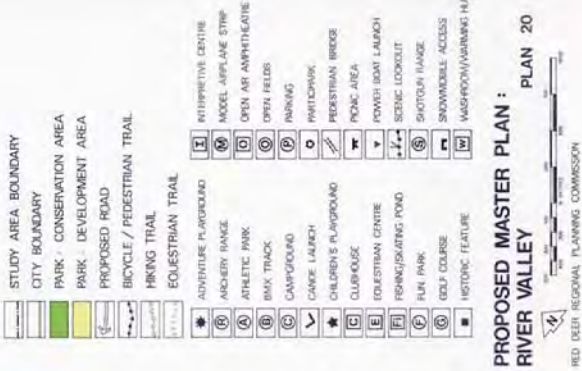 STUDY AREA BOUNDARY
CITY BOUNDARY
PARK : CONSERVATION AREA
PARK : DEVELOPMENT AREA
PROPOSED ROAD
BICYCLE / PEDESTRIAN TRAIL
HIKING TRAIL
EQUESTRIAN TRAIL
ADVENTURE PLAYGROUND
R ARCHERY RANGE
A ATHLETIC PARK
B BMX TRACK
C CAMPGROUND
CANOE LAUNCH
CHILDREN'S PLAYGROUND
C CLUBHOUSE
E EQUESTRIAN CENTRE
FI FISHING/SKATING POND
F FUN PARK
G GOLF COURSE
HISTORIC FEATURE
I INTERPRETIVE CENTRE
M MODEL AIRPLANE STRIP
O OPEN AIR AMPHITHEATRE
O OPEN FIELDS
P PARKING
PARTICIPARK
PEDESTRIAN BRIDGE
PICNIC AREA
POWER BOAT LAUNCH
SCENIC LOOKOUT
S SHOTGUN RANGE
SNOWMOBILE ACCESS
W WASHROOM/WARMING HU
PROPOSED MASTER PLAN :
RIVER VALLEY PLAN 20
N
RED DEER REGIONAL PLANNING COMMISSION